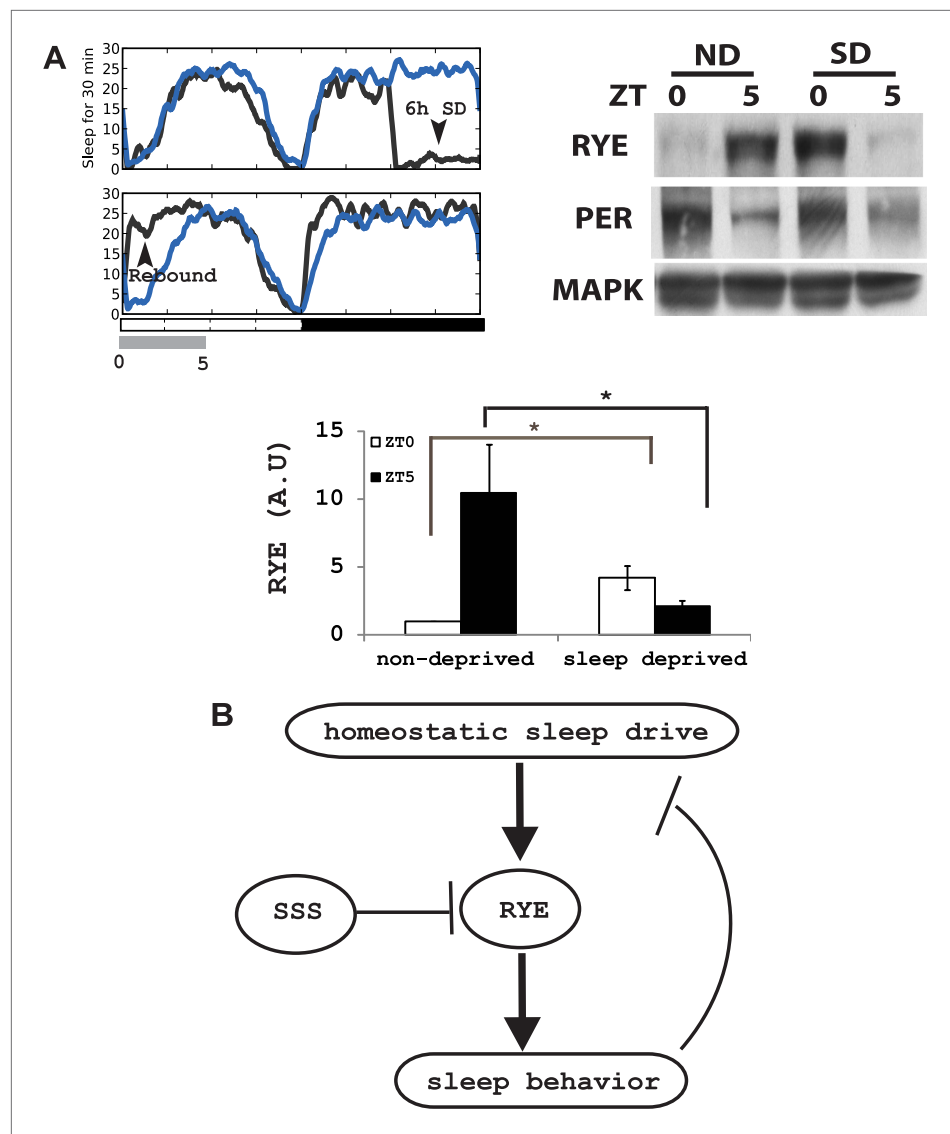 A
Sleep for 30 min
30
25
20
15
10
5
0
6h SD
30
25
20
15
10
5
0
Rebound
0 5
ND SD
ZT 0 5 0 5
RYE
PER
MAPK
RYE (A.U)
15
10
5
0
ZT0
ZT5
*
*
non-deprived sleep deprived
B
homeostatic sleep drive
SSS
RYE
sleep behavior